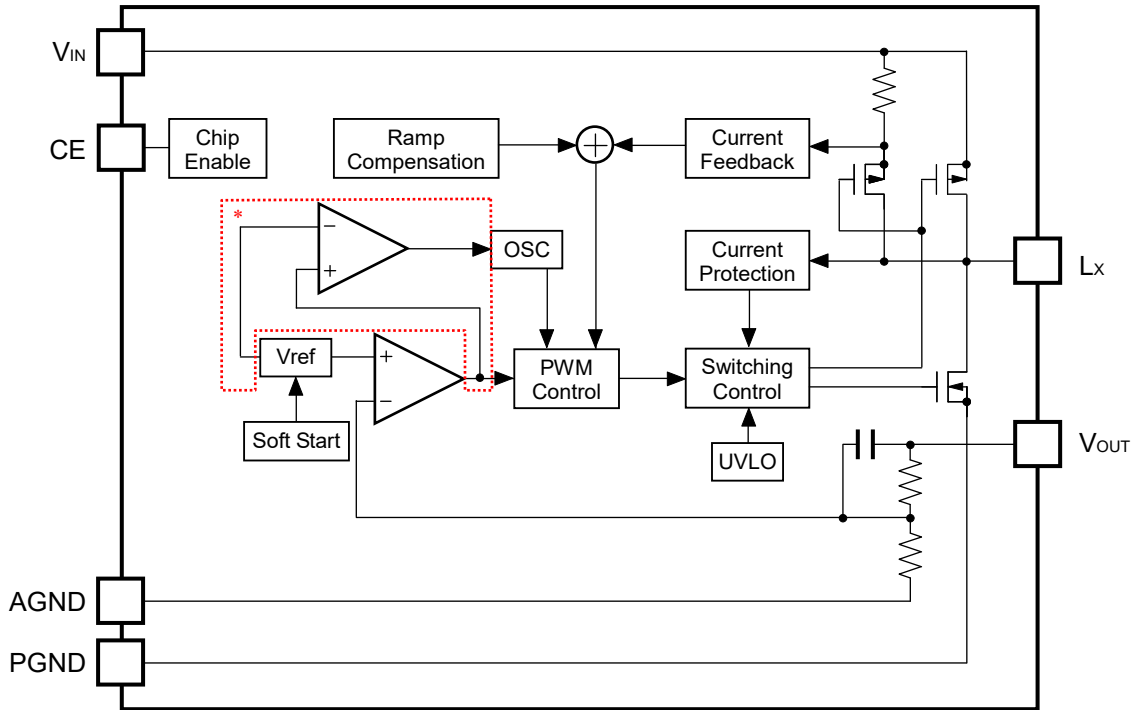 VIN
CE
Chip
Enable
Ramp
Compensation
+
Current
Feedback
*
−
+
OSC
Current
Protection
LX
Vref
+
−
PWM
Control
Switching
Control
Soft Start
UVLO
VOUT
AGND
PGND